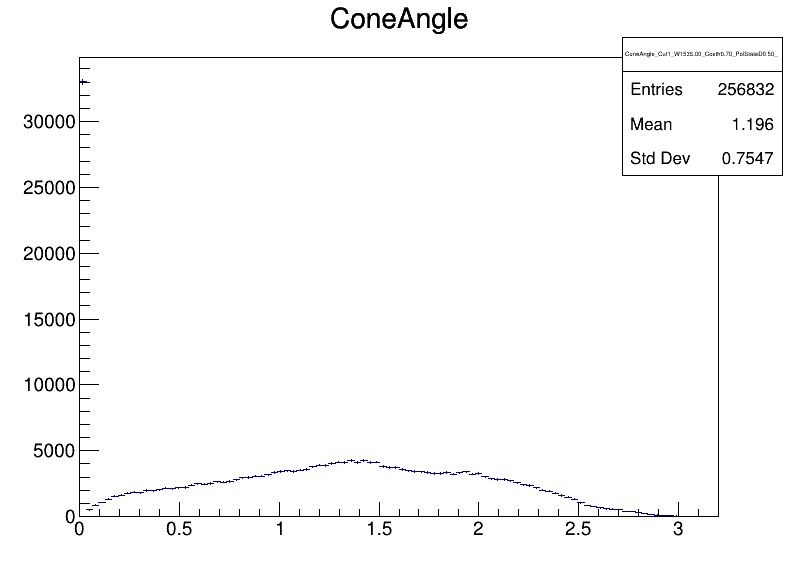 ConeAngle
ConeAngle_Cut1_W1535.00_Costh0.70_PolStateD0.50_
Entries 256832
Mean 1.196
Std Dev 0.7547
30000
25000
20000
15000
10000
5000
0
0 0.5 1 1.5 2 2.5 3